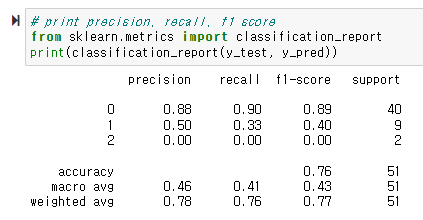 # print precision, recall, f1 score
from sklearn.metrics import classification_report
print(classification_report(y_test, y_pred))
precision recall f1-score support
0 0.88 0.90 0.89 40
1 0.50 0.33 0.40 9
2 0.00 0.00 0.00 2
accuracy 0.76 51
macro avg 0.46 0.41 0.43 51
weighted avg 0.78 0.76 0.77 51